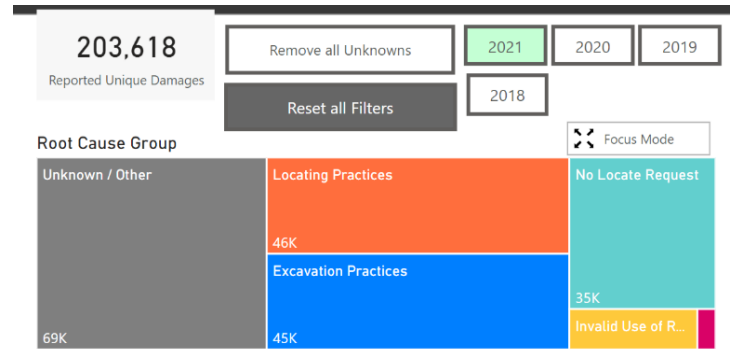 203,618
Reported Unique Damages
Remove all Unknowns
Reset all Filters
2021
2020
2019
2018
Focus Mode
Root Cause Group
Unknown / Other
69K
Locating Practices
46K
Excavation Practices
45K
No Locate Request
35K
Invalid Use of R...